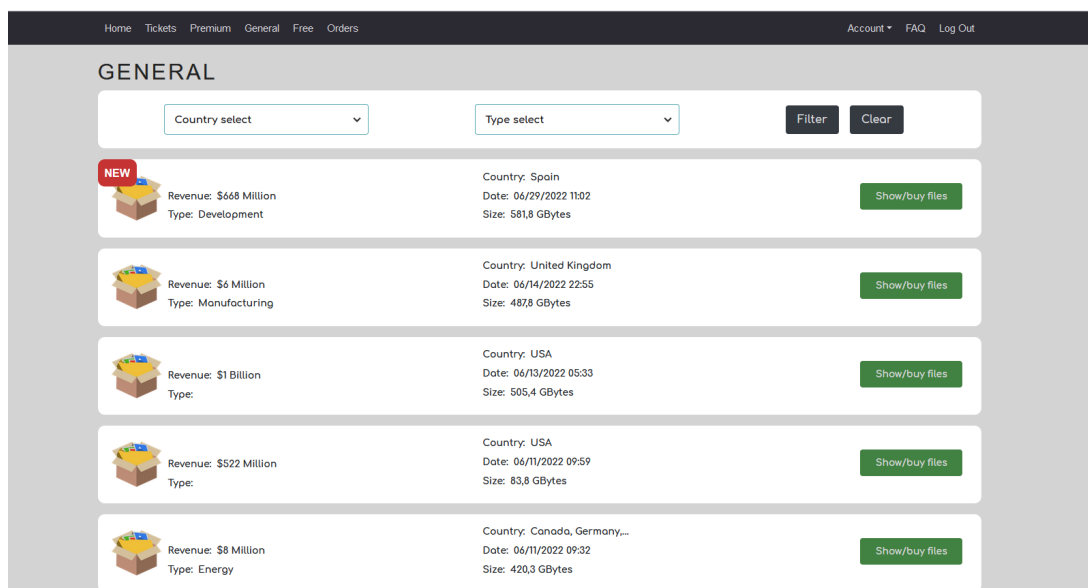 Home Tickets Premium General Free Orders Account FAQ Log Out
GENERAL
Country select Type select Filter Clear
NEW
Country: Spain
Revenue: $668 Million Date: 06/29/2022 11:02 Show/buy files
Type: Development Size: 581,8 GBytes
Country: United Kingdom
Revenue: $6 Million Date: 06/14/2022 22:55 Show/buy files
Type: Manufacturing Size: 487,8 GBytes
Country: USA
Revenue: $1 Billion Date: 06/13/2022 05:33 Show/buy files
Type: Size: 505,4 GBytes
Country: USA
Revenue: $522 Million Date: 06/11/2022 09:59 Show/buy files
Type: Size: 83,8 GBytes
Country: Canada, Germany,...
Revenue: $8 Million Date: 06/11/2022 09:32 Show/buy files
Type: Energy Size: 420,3 GBytes